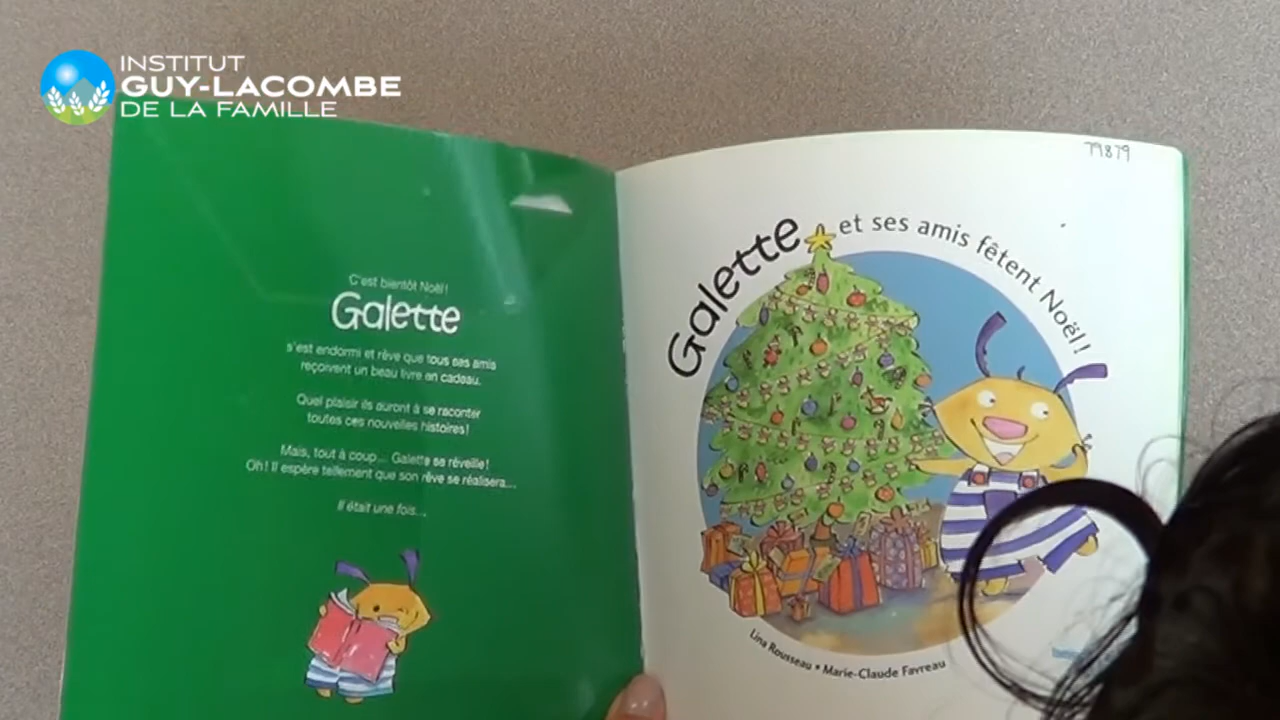 INSTITUT
GUY-LACOMBE
DE LA FAMILLE
C'est bientôt Noël!
Galette
s'est endormi et rêve que tous ses amis
reçoivent un beau livre en cadeau.
Quel plaisir ils auront à se raconter
toutes ces nouvelles histoires!
Mais, tout à coup... Galette se réveille!
Oh! Il espère tellement que son rêve se réalisera...
Il était une fois...
79879
Galette et ses amis fêtent Noël!
Lina Rousseau • Marie-Claude Favreau